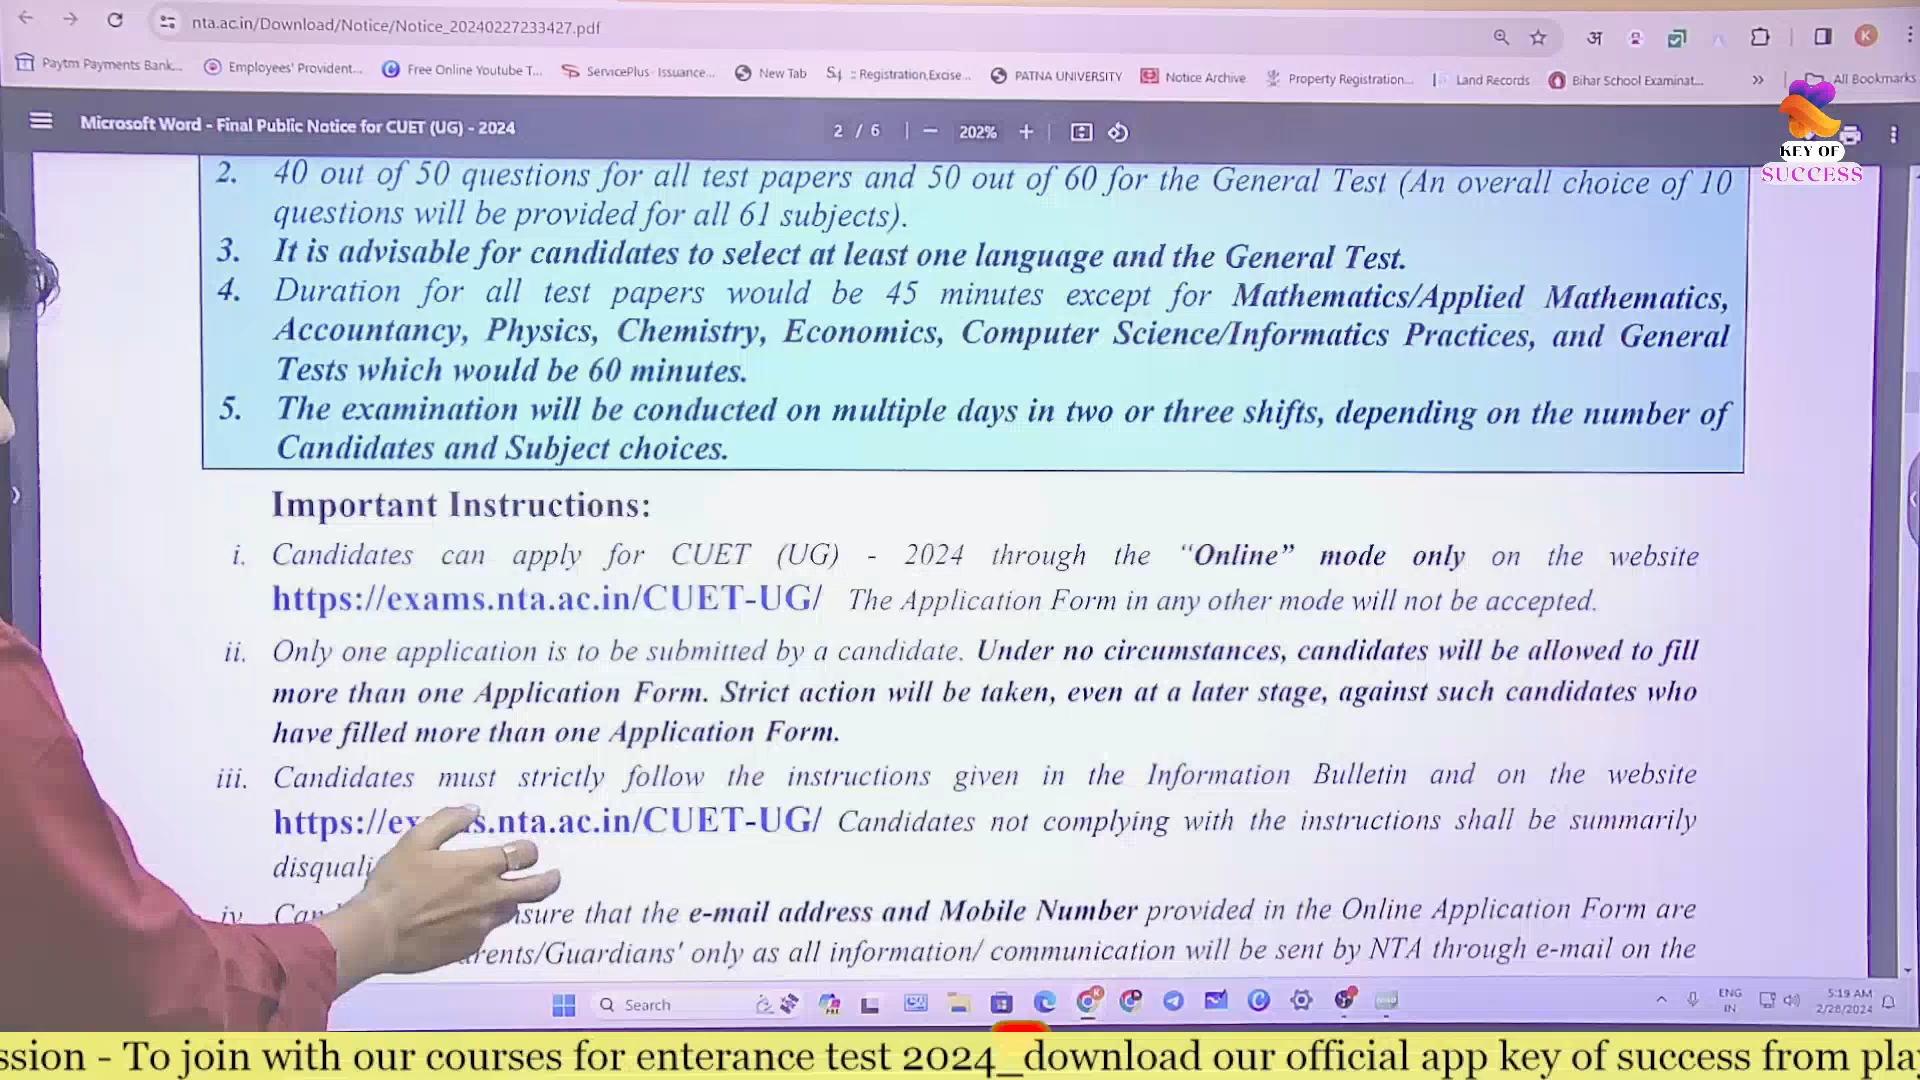 nta.ac.in/Download/Notice/Notice_20240227233427.pdf
Paytm Payments Bank... Employees' Provident... Free Online Youtube T... ServicePlus- Issuance... New Tab :: Registration,Excise... PATNA UNIVERSITY Notice Archive Property Registration... Land Records Bihar School Examinat... » All Bookmarks
Microsoft Word - Final Public Notice for CUET (UG) - 2024 2 / 6 | − 202% +
KEY OF
SUCCESS
2. 40 out of 50 questions for all test papers and 50 out of 60 for the General Test (An overall choice of 10
questions will be provided for all 61 subjects).
3. It is advisable for candidates to select at least one language and the General Test.
4. Duration for all test papers would be 45 minutes except for Mathematics/Applied Mathematics,
Accountancy, Physics, Chemistry, Economics, Computer Science/Informatics Practices, and General
Tests which would be 60 minutes.
5. The examination will be conducted on multiple days in two or three shifts, depending on the number of
Candidates and Subject choices.
Important Instructions:
i. Candidates can apply for CUET (UG) - 2024 through the “Online” mode only on the website
https://exams.nta.ac.in/CUET-UG/ The Application Form in any other mode will not be accepted.
ii. Only one application is to be submitted by a candidate. Under no circumstances, candidates will be allowed to fill
more than one Application Form. Strict action will be taken, even at a later stage, against such candidates who
have filled more than one Application Form.
iii. Candidates must strictly follow the instructions given in the Information Bulletin and on the website
https://exams.nta.ac.in/CUET-UG/ Candidates not complying with the instructions shall be summarily
disquali
iv that the e-mail address and Mobile Number provided in the Online Application Form are
only as all information/ communication will be sent by NTA through e-mail on the
Search
ENG
IN
5:19 AM
2/28/2024
ssion - To join with our courses for enterance test 2024_download our official app key of success from pla